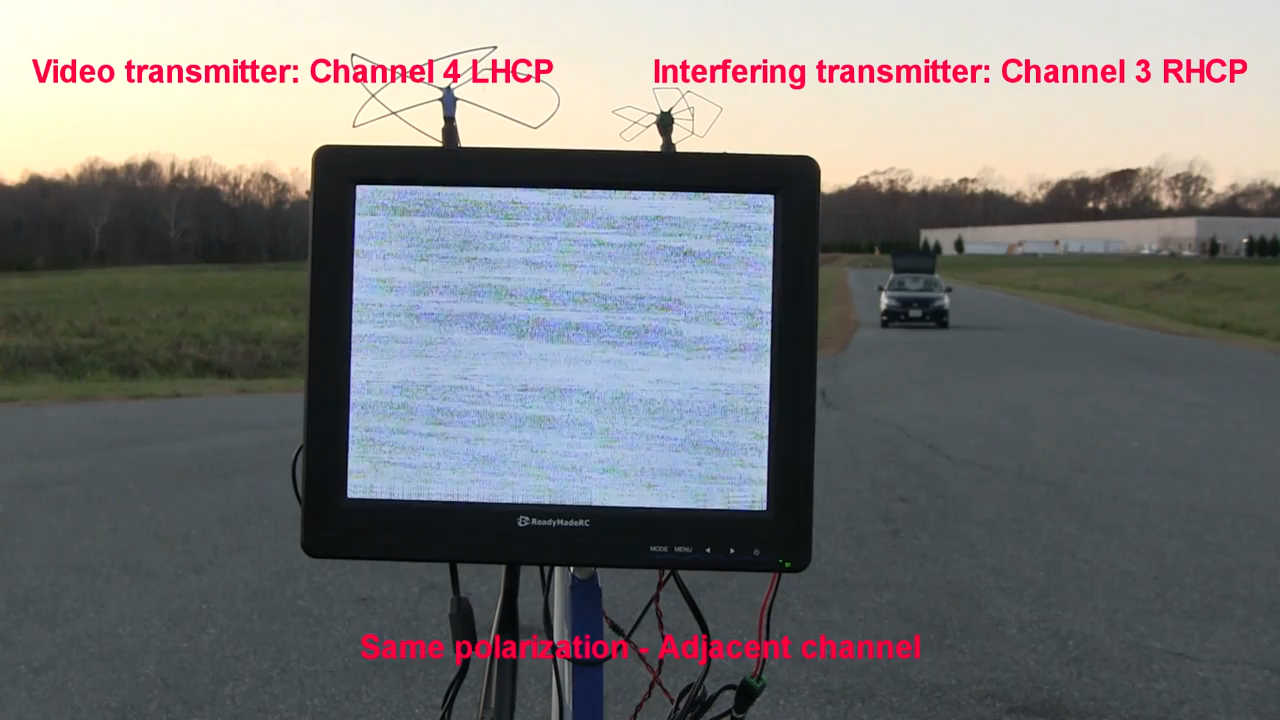 Video transmitter: Channel 4 LHCP
Interfering transmitter: Channel 3 RHCP
ReadyMadeRC
MODE MENU
Same polarization - Adjacent channel